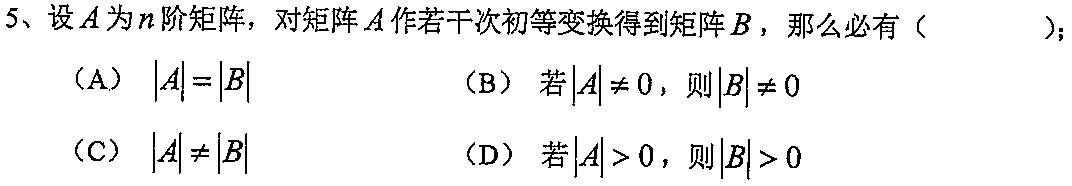 5、设A为n阶矩阵，对矩阵A作若干次初等变换得到矩阵B，那么必有（    ）；
（A） |A|=|B| （B） 若|A|≠0，则|B|≠0
（C） |A|≠|B| （D） 若|A|>0，则|B|>0